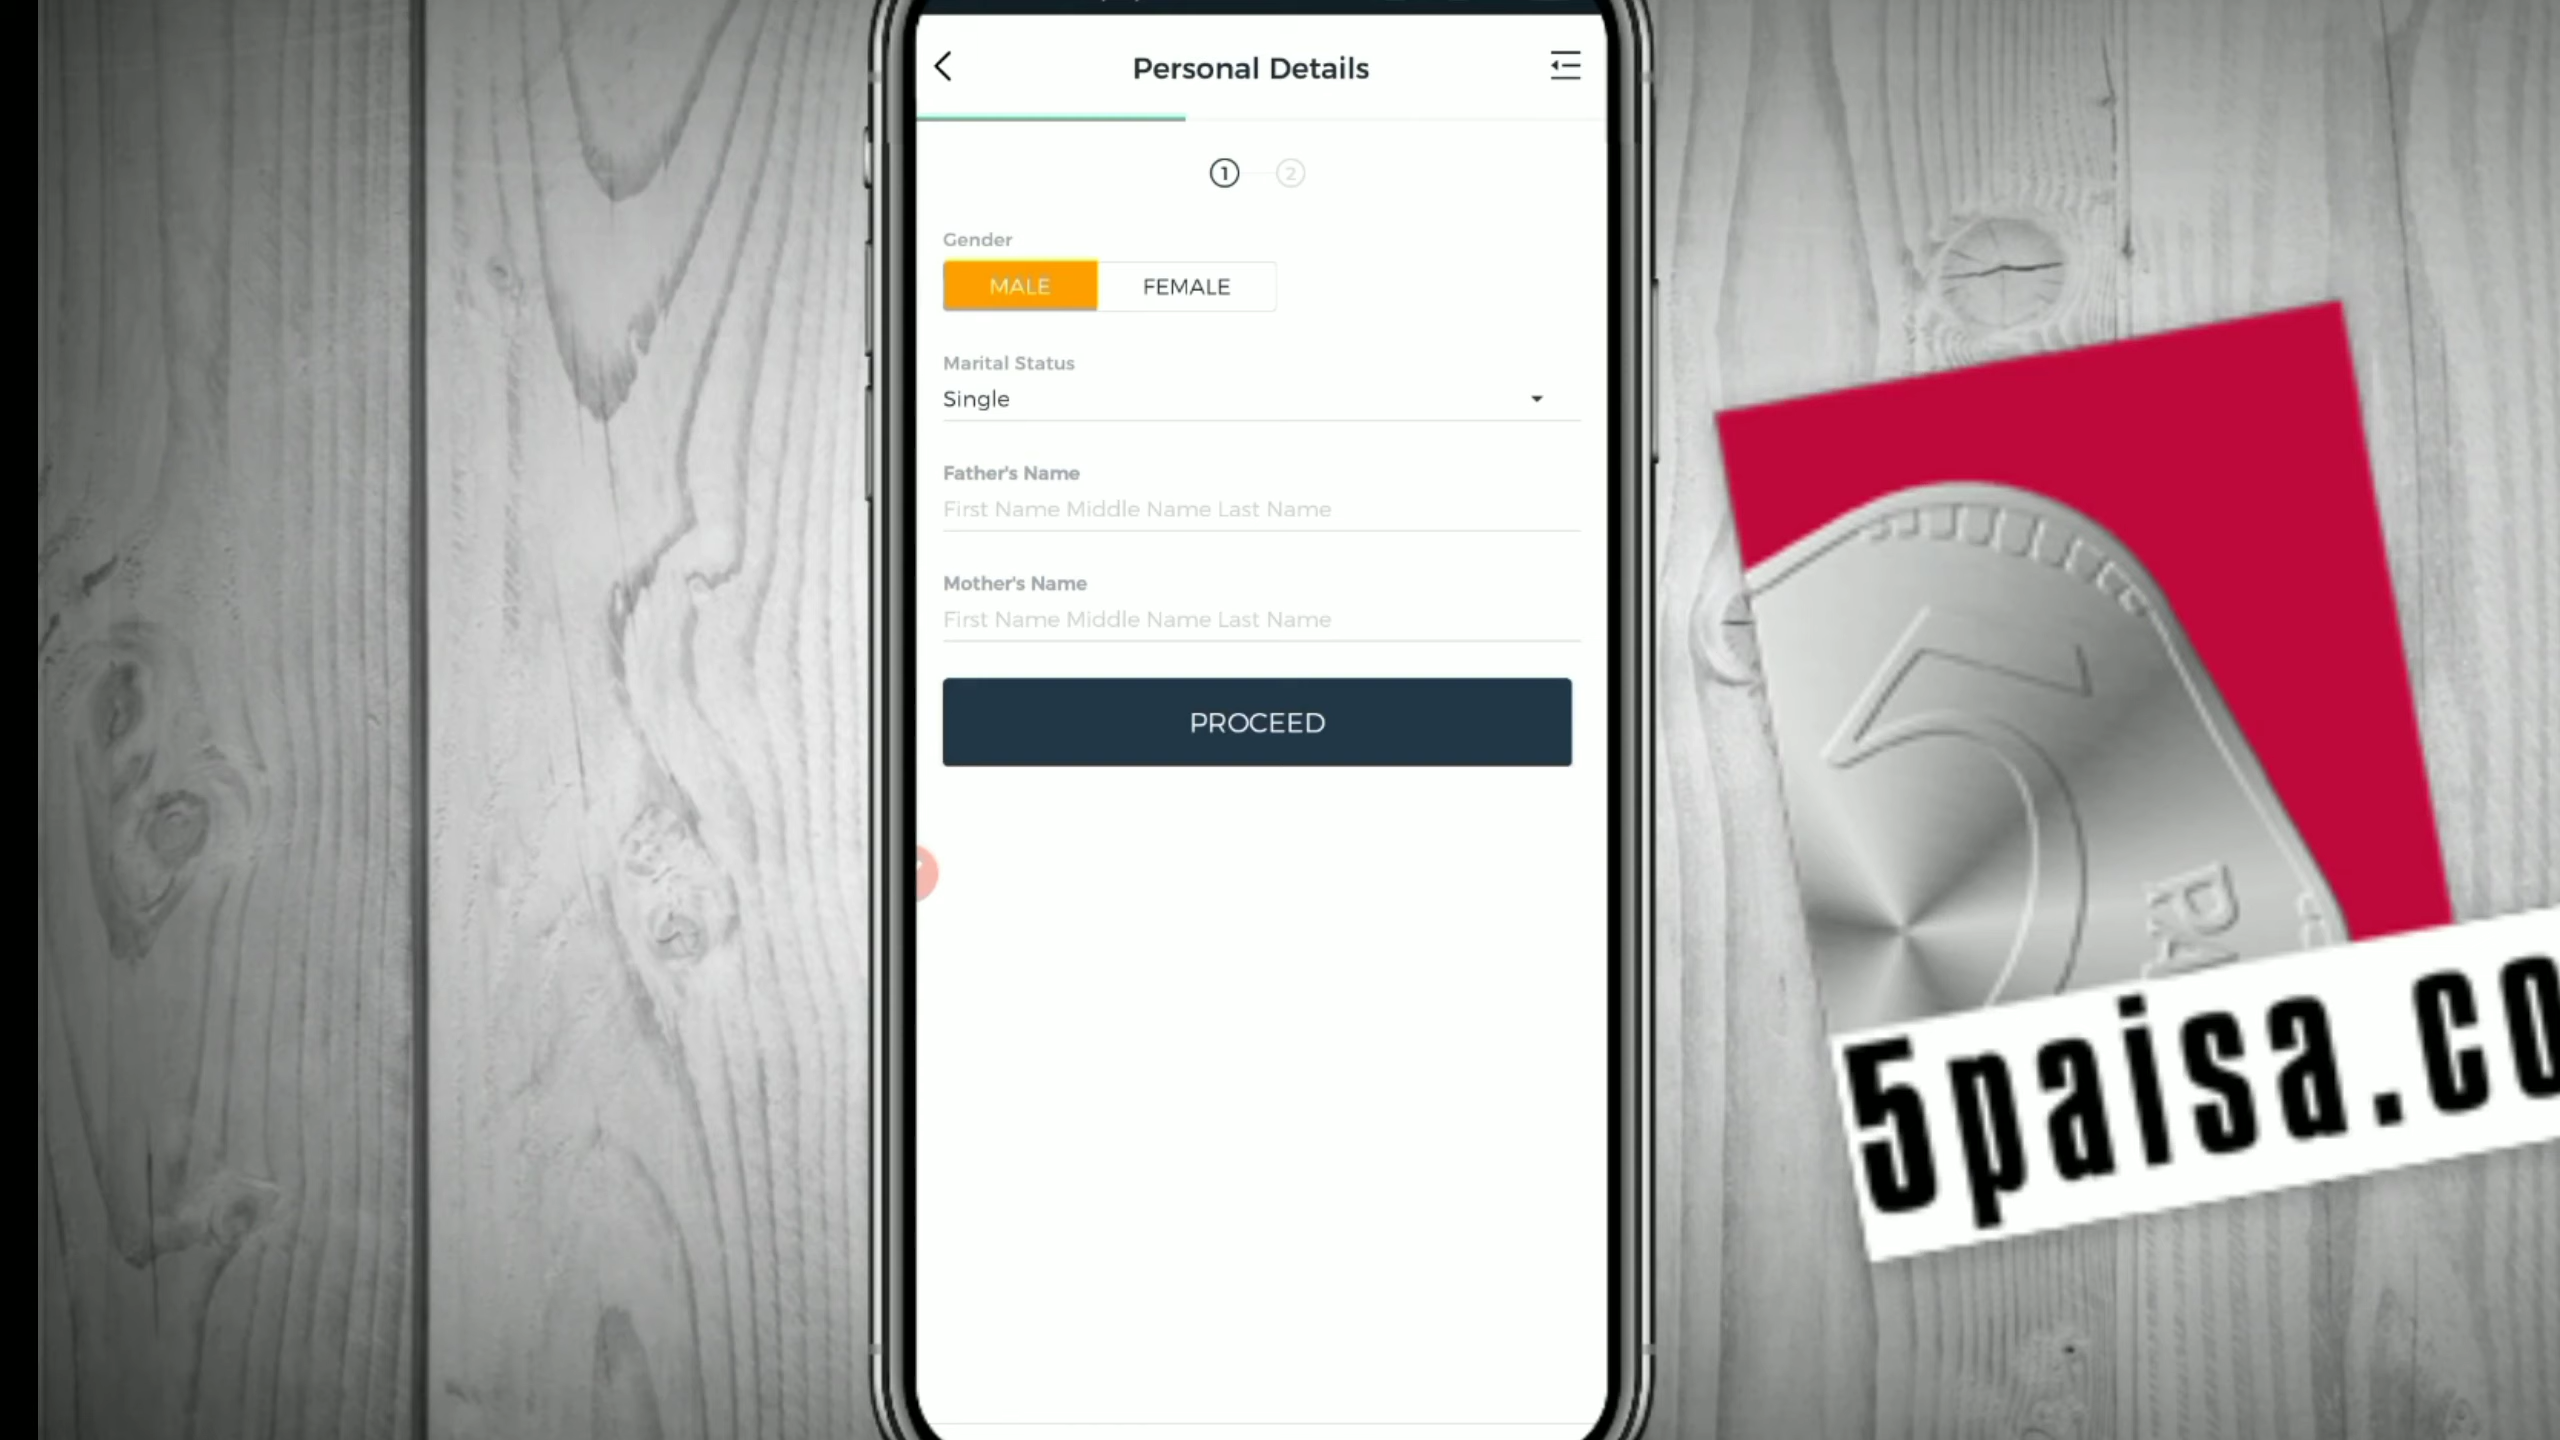 Personal Details
1 2
Gender
MALE FEMALE
Marital Status
Single
Father's Name
First Name Middle Name Last Name
Mother's Name
First Name Middle Name Last Name
PROCEED
5
5paisa.co